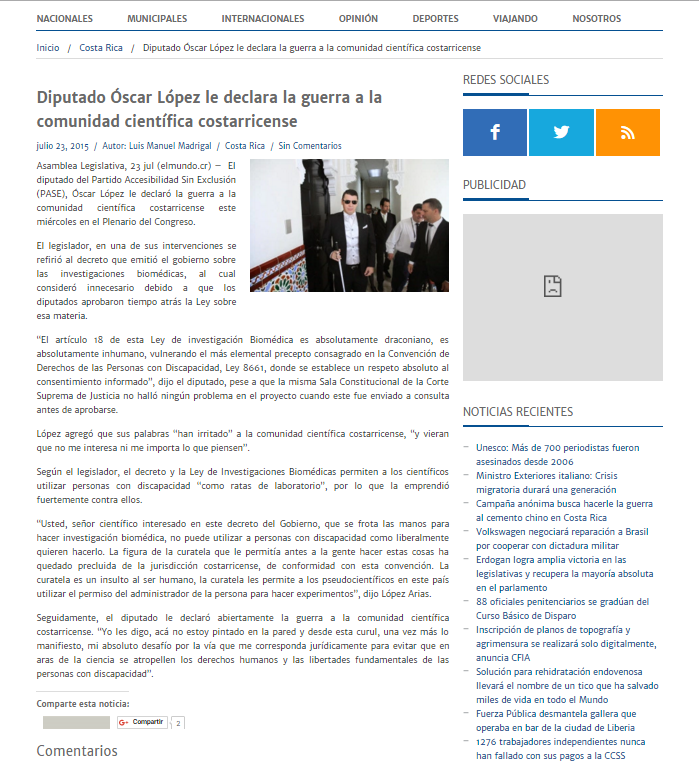 NACIONALES MUNICIPALES INTERNACIONALES OPINIÓN DEPORTES VIAJANDO NOSOTROS
Inicio / Costa Rica / Diputado Óscar López le declara la guerra a la comunidad científica costarricense
Diputado Óscar López le declara la guerra a la
comunidad científica costarricense
julio 23, 2015 / Autor: Luis Manuel Madrigal / Costa Rica / Sin Comentarios
Asamblea Legislativa, 23 jul (elmundo.cr) – El
diputado del Partido Accesibilidad Sin Exclusión
(PASE), Óscar López le declaró la guerra a la
comunidad científica costarricense este
miércoles en el Plenario del Congreso.
El legislador, en una de sus intervenciones se
refirió al decreto que emitió el gobierno sobre
las investigaciones biomédicas, al cual
consideró innecesario debido a que los
diputados aprobaron tiempo atrás la Ley sobre
esa materia.
“El artículo 18 de esta Ley de investigación Biomédica es absolutamente draconiano, es
absolutamente inhumano, vulnerando el más elemental precepto consagrado en la Convención de
Derechos de las Personas con Discapacidad, Ley 8661, donde se establece un respeto absoluto al
consentimiento informado”, dijo el diputado, pese a que la misma Sala Constitucional de la Corte
Suprema de Justicia no halló ningún problema en el proyecto cuando este fue enviado a consulta
antes de aprobarse.
López agregó que sus palabras “han irritado” a la comunidad científica costarricense, “y vieran
que no me interesa ni me importa lo que piensen”.
Según el legislador, el decreto y la Ley de Investigaciones Biomédicas permiten a los científicos
utilizar personas con discapacidad “como ratas de laboratorio”, por lo que la emprendió
fuertemente contra ellos.
“Usted, señor científico interesado en este decreto del Gobierno, que se frota las manos para
hacer investigación biomédica, no puede utilizar a personas con discapacidad como liberalmente
quieren hacerlo. La figura de la curatela que le permitía antes a la gente hacer estas cosas ha
quedado precluida de la jurisdicción costarricense, de conformidad con esta convención. La
curatela es un insulto al ser humano, la curatela les permite a los pseudocientíficos en este país
utilizar el permiso del administrador de la persona para hacer experimentos”, dijo López Arias.
Seguidamente, el diputado le declaró abiertamente la guerra a la comunidad científica
costarricense. “Yo les digo, acá no estoy pintado en la pared y desde esta curul, una vez más lo
manifiesto, mi absoluto desafío por la vía que me corresponda jurídicamente para evitar que en
aras de la ciencia se atropellen los derechos humanos y las libertades fundamentales de las
personas con discapacidad”.
Comparte esta noticia:
G+ Compartir 2
Comentarios
REDES SOCIALES
PUBLICIDAD
NOTICIAS RECIENTES
– Unesco: Más de 700 periodistas fueron
asesinados desde 2006
– Ministro Exteriores italiano: Crisis
migratoria durará una generación
– Campaña anónima busca hacerle la guerra
al cemento chino en Costa Rica
– Volkswagen negociará reparación a Brasil
por cooperar con dictadura militar
– Erdogan logra amplia victoria en las
legislativas y recupera la mayoría absoluta
en el parlamento
– 88 oficiales penitenciarios se gradúan del
Curso Básico de Disparo
– Inscripción de planos de topografía y
agrimensura se realizará solo digitalmente,
anuncia CFIA
– Solución para rehidratación endovenosa
llevará el nombre de un tico que ha salvado
miles de vida en todo el Mundo
– Fuerza Pública desmantela gallera que
operaba en bar de la ciudad de Liberia
– 1276 trabajadores independientes nunca
han fallado con sus pagos a la CCSS